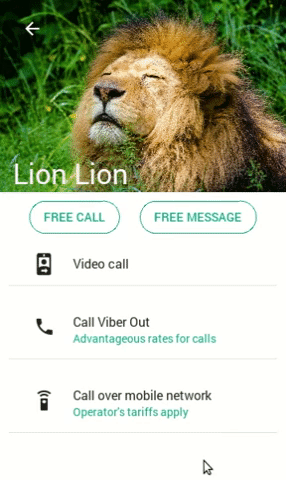 Lion Lion
FREE CALL
FREE MESSAGE
Video call
Call Viber Out
Advantageous rates for calls
Call over mobile network
Operator's tariffs apply